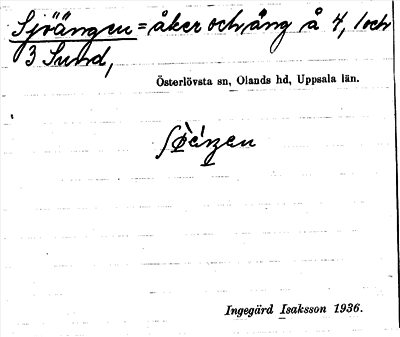 Sjöängen = åker och äng å 4, 1 och
3 Sund,
Österlövsta sn, Olands hd, Uppsala län.
Ingegärd Isaksson 1936.